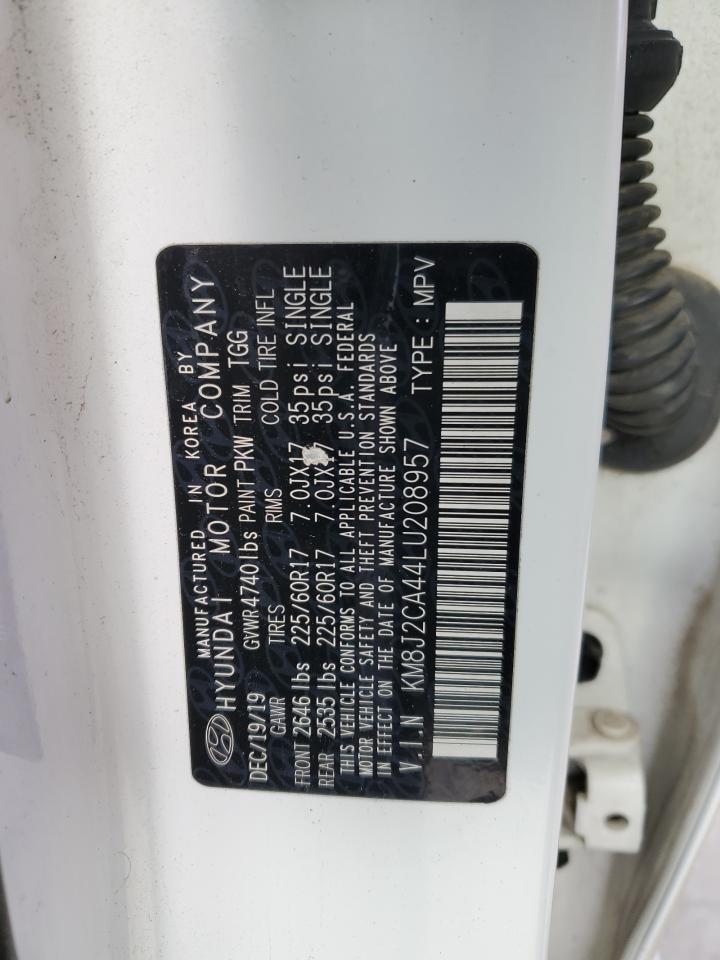 MANUFACTURED IN KOREA BY
HYUNDAI MOTOR COMPANY
DEC/19/19 GVWR 4740 lbs PAINT PKW TRIM TGG
GAWR TIRES RIMS COLD TIRE INFL
FRONT 2646 lbs 225/60R17 7.0JX17 35psi SINGLE
REAR 2535 lbs 225/60R17 35psi SINGLE
THIS VEHICLE CONFORMS TO ALL APPLICABLE U.S.A. FEDERAL
MOTOR VEHICLE SAFETY AND THEFT PREVENTION STANDARDS
IN EFFECT ON THE DATE OF MANUFACTURE SHOWN ABOVE
V.I.N KM8J2CA44LU208957 TYPE : MPV